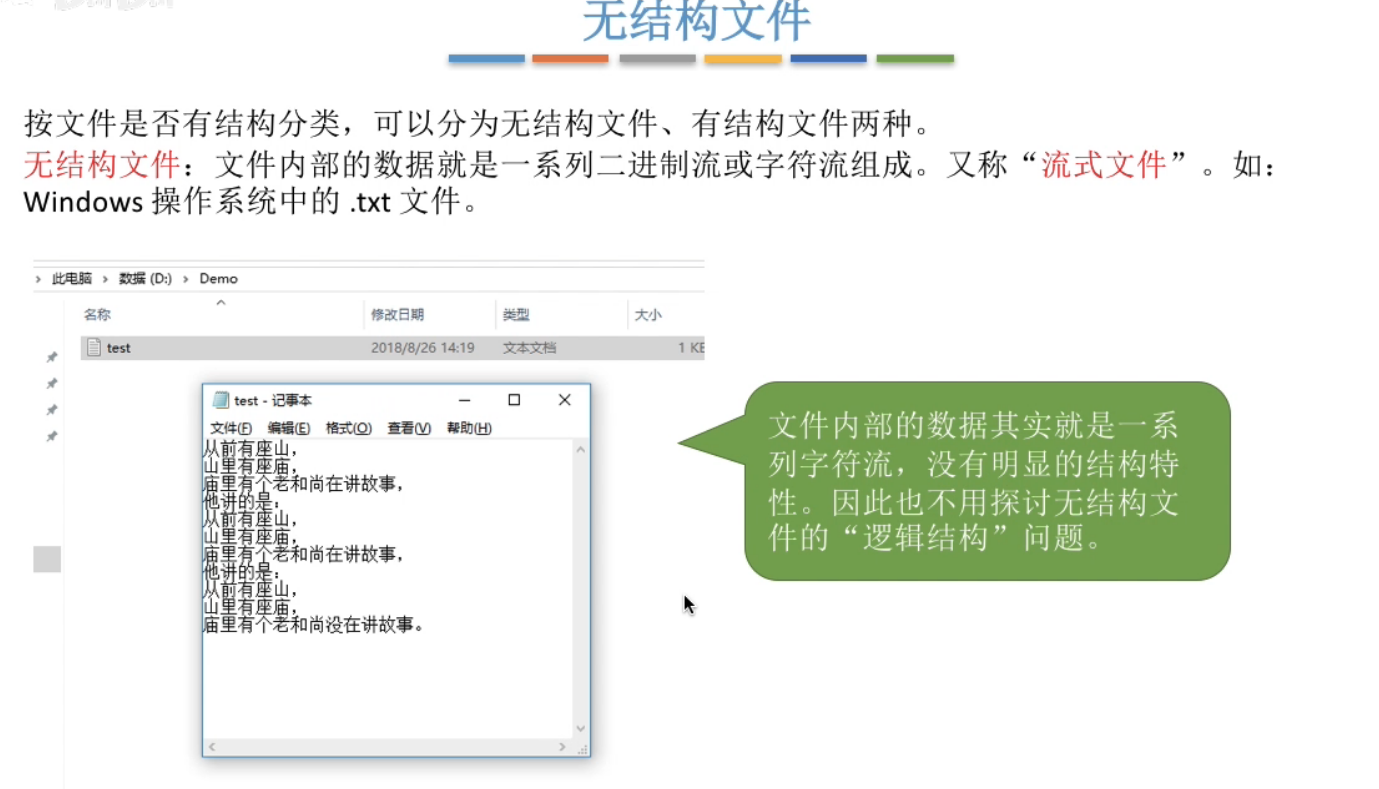 无结构文件
按文件是否有结构分类，可以分为无结构文件、有结构文件两种。
无结构文件：文件内部的数据就是一系列二进制流或字符流组成。又称“流式文件”。如：
Windows 操作系统中的 .txt 文件。
此电脑 › 数据 (D:) › Demo
名称 修改日期 类型 大小
test 2018/8/26 14:19 文本文档 1 KB
test - 记事本
文件(F) 编辑(E) 格式(O) 查看(V) 帮助(H)
从前有座山，
山里有座庙，
庙里有个老和尚在讲故事，
他讲的是：
从前有座山，
山里有座庙，
庙里有个老和尚在讲故事，
他讲的是：
从前有座山，
山里有座庙，
庙里有个老和尚没在讲故事。
文件内部的数据其实就是一系
列字符流，没有明显的结构特
性。因此也不用探讨无结构文
件的“逻辑结构”问题。